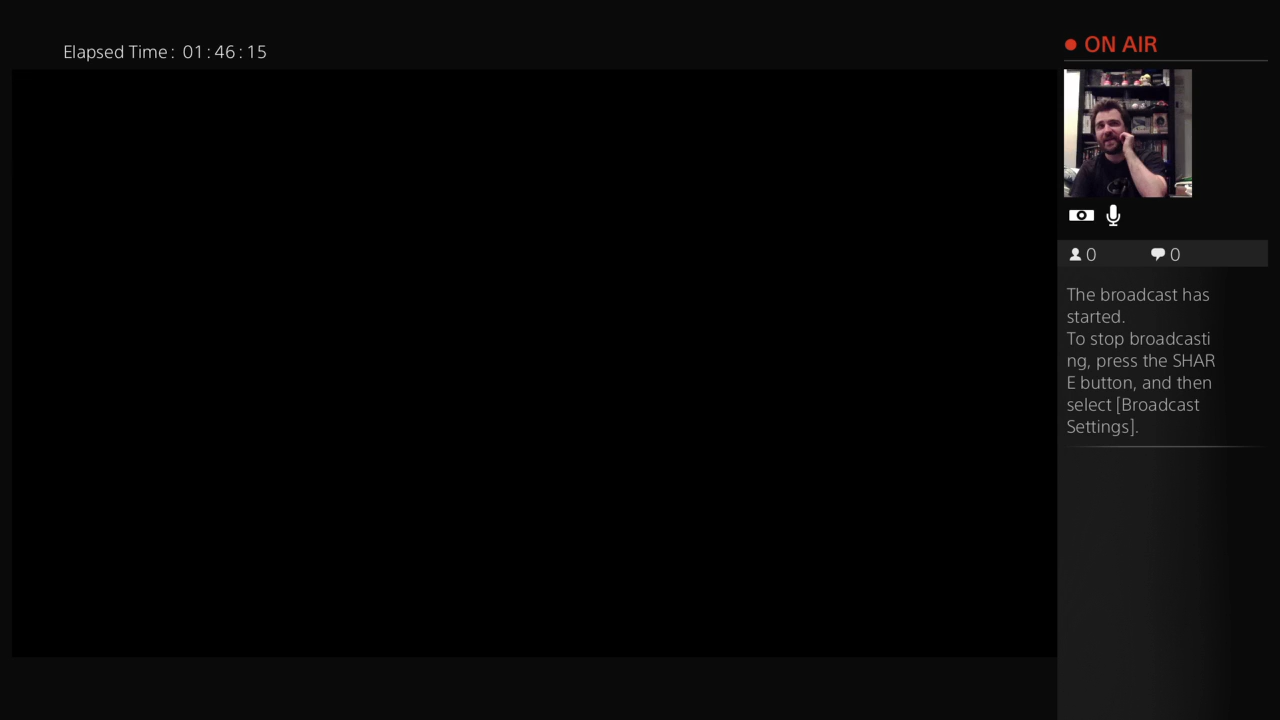 Elapsed Time: 01:46:15
ON AIR
0 0
The broadcast has
started.
To stop broadcasti
ng, press the SHAR
E button, and then
select [Broadcast
Settings].